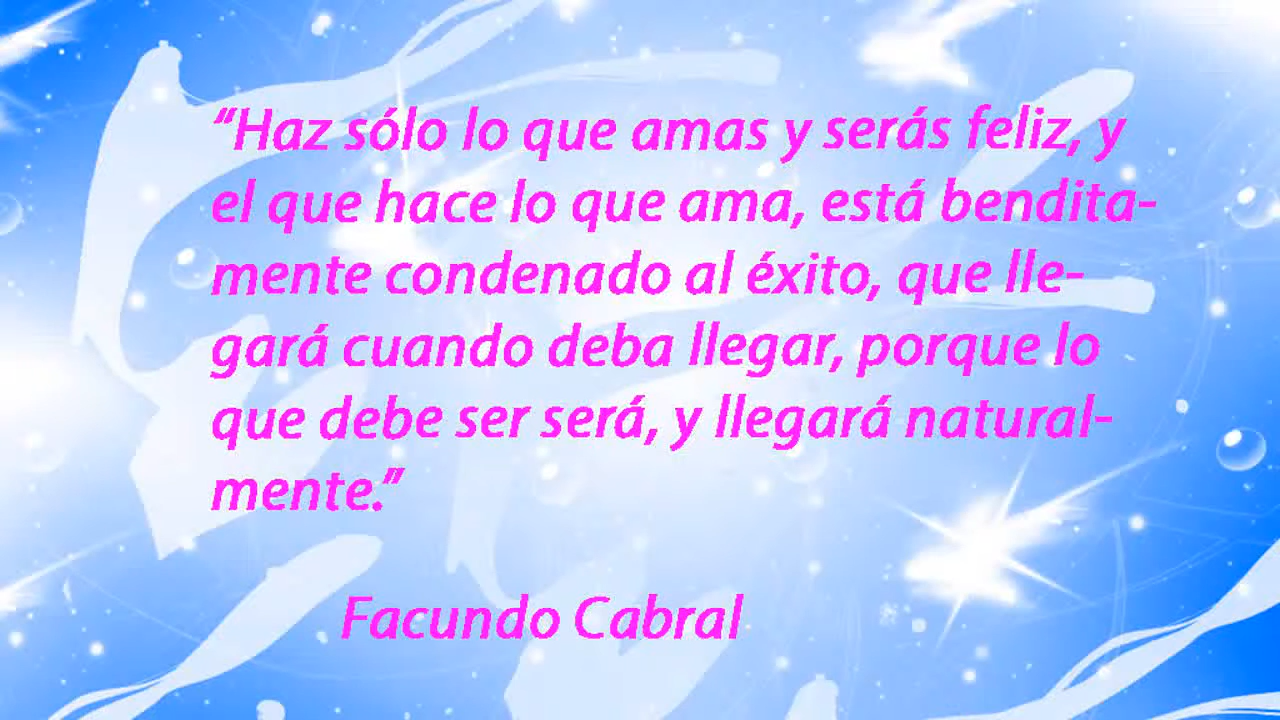 “Haz sólo lo que amas y serás feliz, y
el que hace lo que ama, está bendita-
mente condenado al éxito, que lle-
gará cuando deba llegar, porque lo
que debe ser será, y llegará natural-
mente.”
Facundo Cabral